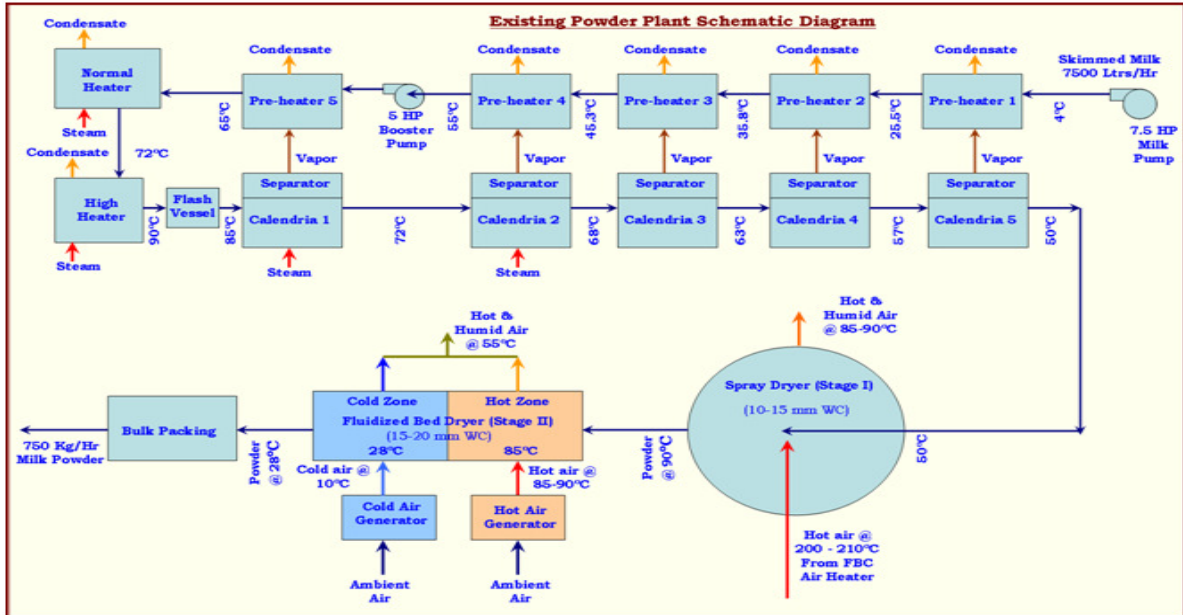 Existing Powder Plant Schematic Diagram
Condensate
Normal
Heater
Steam
Condensate
Pre-heater 5
65°C
5 HP
Booster
Pump
Condensate
Pre-heater 4
55°C
Condensate
Pre-heater 3
45.3°C
Condensate
Pre-heater 2
35.8°C
Condensate
Pre-heater 1
25.5°C
Skimmed Milk
7500 Ltrs/Hr
4°C
7.5 HP
Milk
Pump
72°C
Condensate
High
Heater
Steam
90°C
Flash
Vessel
85°C
Vapor
Separator
Calendria 1
Steam
72°C
Vapor
Separator
Calendria 2
Steam
68°C
Vapor
Separator
Calendria 3
63°C
Vapor
Separator
Calendria 4
57°C
Vapor
Separator
Calendria 5
50°C
Hot &
Humid Air
@ 85-90°C
Spray Dryer (Stage I)
(10-15 mm WC)
50°C
Hot air @
200 - 210°C
From FBC
Air Heater
Powder
@ 90°C
Hot &
Humid Air
@ 55°C
Cold Zone
Hot Zone
Fluidized Bed Dryer (Stage II)
(15-20 mm WC)
28°C
85°C
Cold air @
10°C
Hot air @
85-90°C
Cold Air
Generator
Hot Air
Generator
Ambient
Air
Ambient
Air
Powder
@ 28°C
Bulk Packing
750 Kg/Hr
Milk Powder